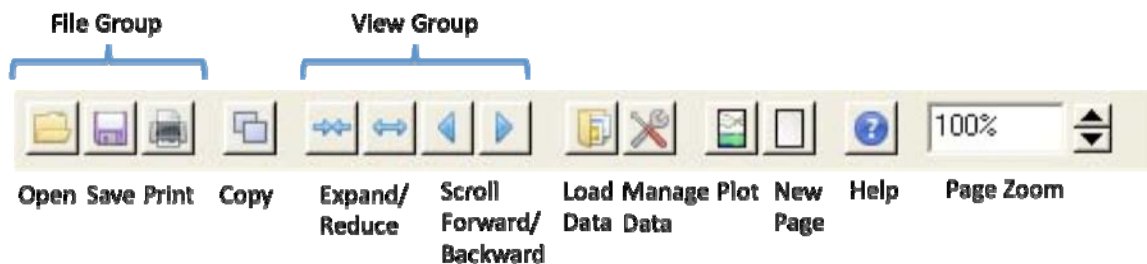 File Group View Group
100%
Open Save Print Copy Expand/ Scroll Load Manage Plot New Help Page Zoom
Reduce Forward/ Data Data Page
Backward